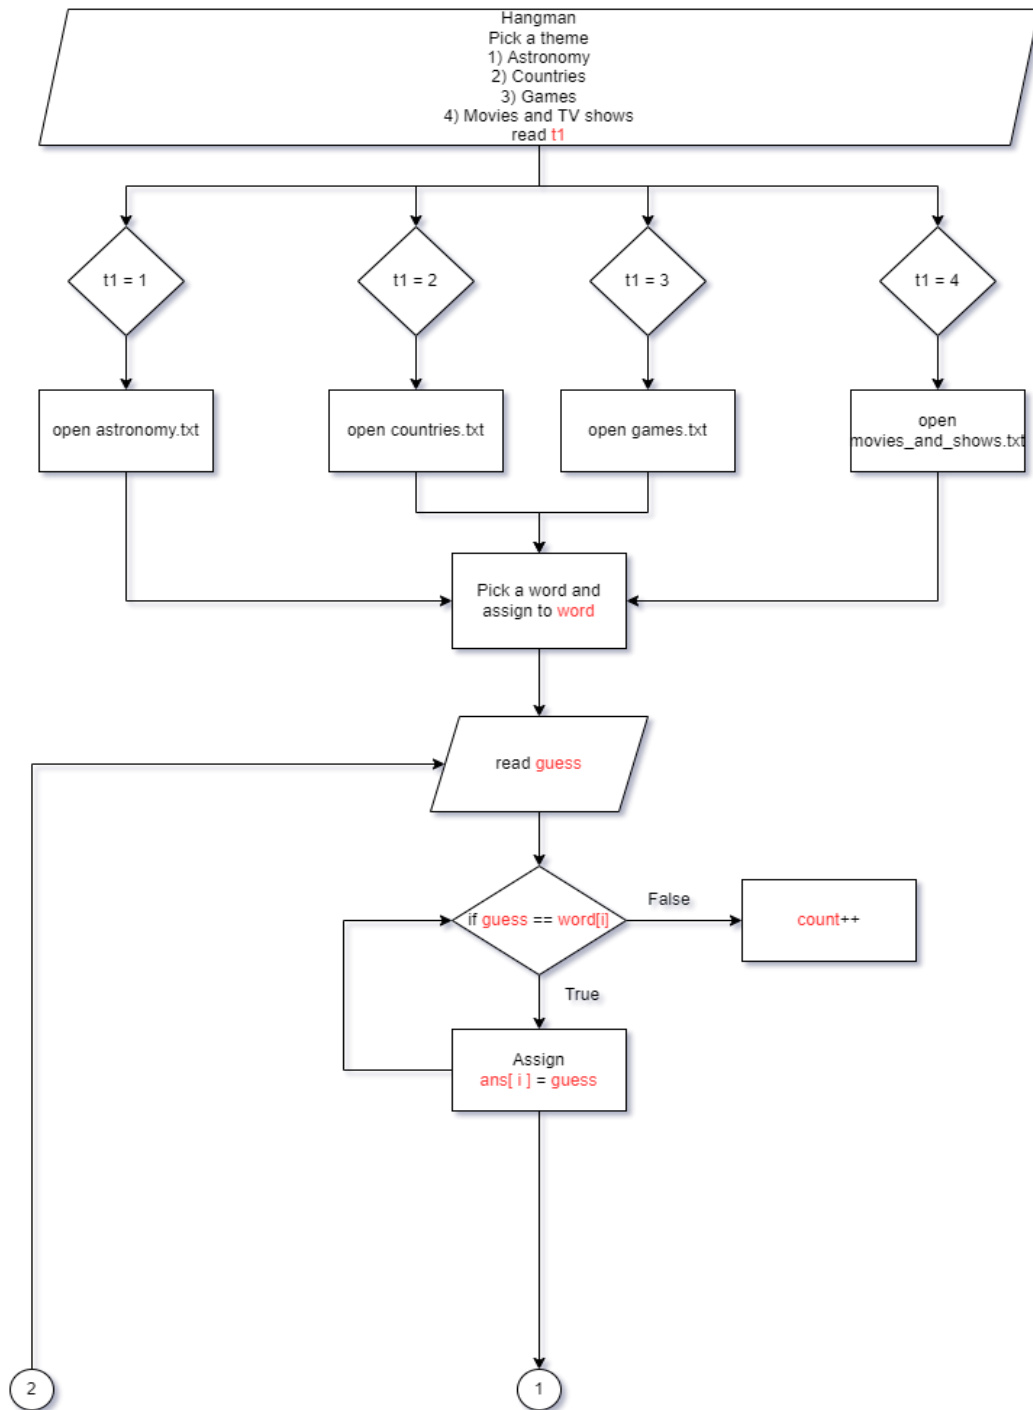 Hangman
Pick a theme
1) Astronomy
2) Countries
3) Games
4) Movies and TV shows
read t1
t1 = 1
t1 = 2
t1 = 3
t1 = 4
open astronomy.txt
open countries.txt
open games.txt
open
movies_and_shows.txt
Pick a word and
assign to word
read guess
if guess == word[i]
False
count++
True
Assign
ans[ i ] = guess
2
1